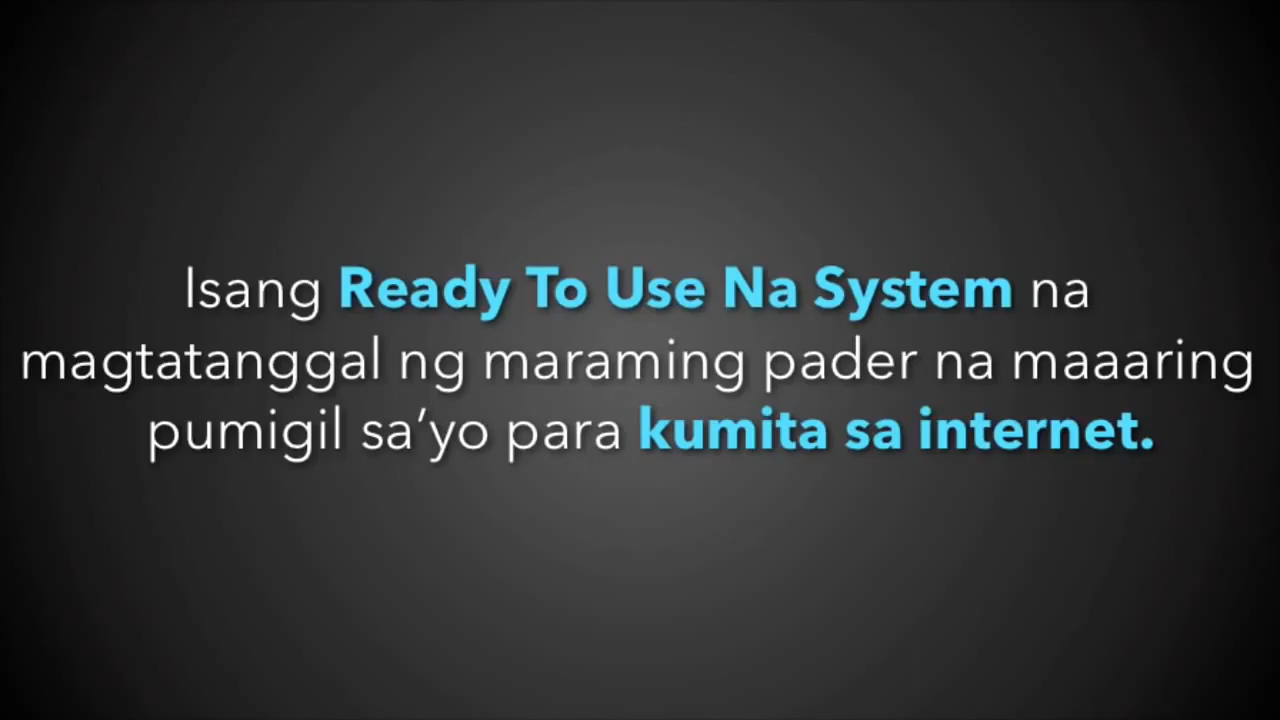 Isang Ready To Use Na System na
magtatanggal ng maraming pader na maaaring
pumigil sa’yo para kumita sa internet.